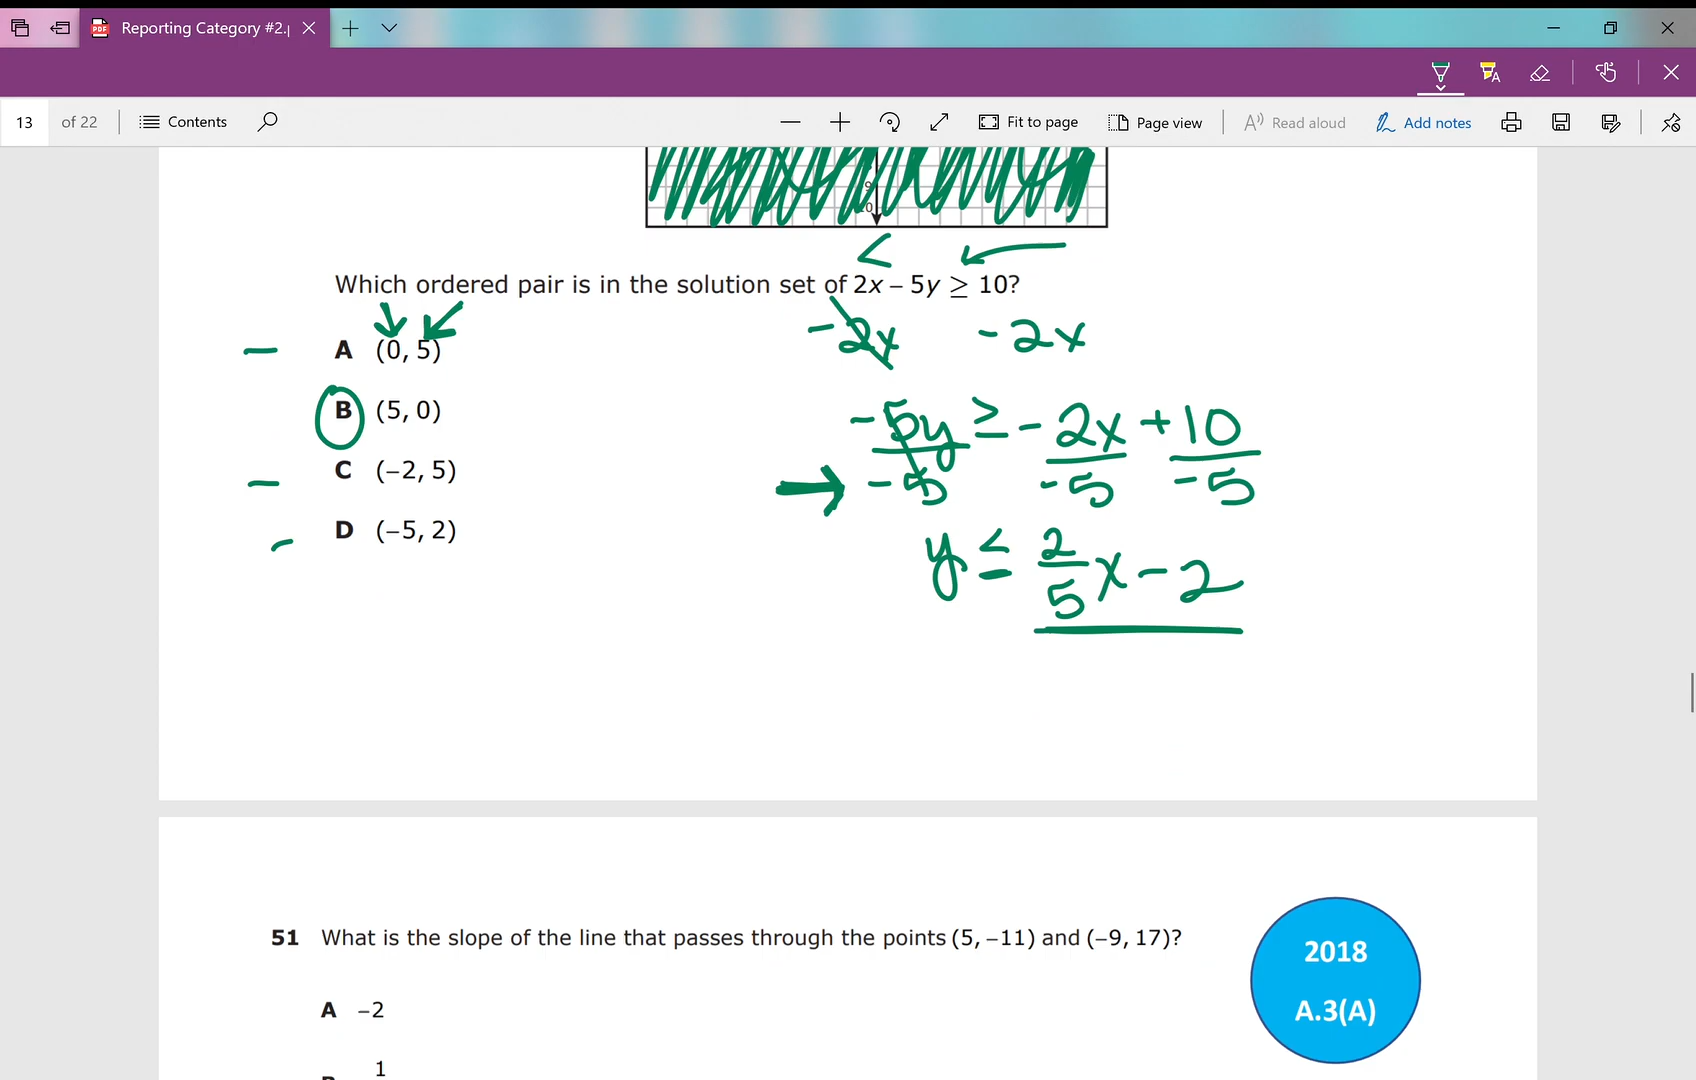 Reporting Category #2.p
13 of 22 Contents Fit to page Page view Read aloud Add notes
9
10
<
Which ordered pair is in the solution set of 2x – 5y ≥ 10?
-2x -2x
– A (0, 5)
B (5, 0)
-5y ≥ -2x + 10
– C (−2, 5)
-5 -5 -5
– D (−5, 2)
y ≤ 2/5 x - 2
51 What is the slope of the line that passes through the points (5, −11) and (−9, 17)?
2018
A.3(A)
A −2
1